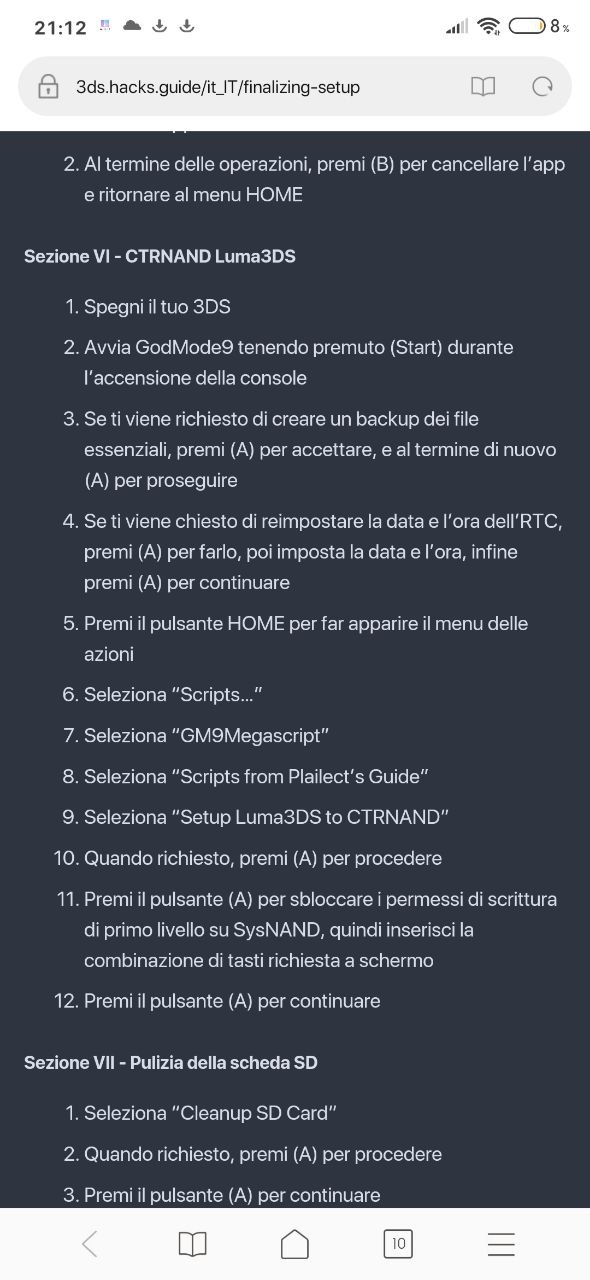 21:12
8%
3ds.hacks.guide/it_IT/finalizing-setup
2. Al termine delle operazioni, premi (B) per cancellare l'app
e ritornare al menu HOME
Sezione VI - CTRNAND Luma3DS
1. Spegni il tuo 3DS
2. Avvia GodMode9 tenendo premuto (Start) durante
l'accensione della console
3. Se ti viene richiesto di creare un backup dei file
essenziali, premi (A) per accettare, e al termine di nuovo
(A) per proseguire
4. Se ti viene chiesto di reimpostare la data e l'ora dell'RTC,
premi (A) per farlo, poi imposta la data e l'ora, infine
premi (A) per continuare
5. Premi il pulsante HOME per far apparire il menu delle
azioni
6. Seleziona “Scripts…”
7. Seleziona “GM9Megascript”
8. Seleziona “Scripts from Plailect's Guide”
9. Seleziona “Setup Luma3DS to CTRNAND”
10. Quando richiesto, premi (A) per procedere
11. Premi il pulsante (A) per sbloccare i permessi di scrittura
di primo livello su SysNAND, quindi inserisci la
combinazione di tasti richiesta a schermo
12. Premi il pulsante (A) per continuare
Sezione VII - Pulizia della scheda SD
1. Seleziona “Cleanup SD Card”
2. Quando richiesto, premi (A) per procedere
3. Premi il pulsante (A) per continuare
10